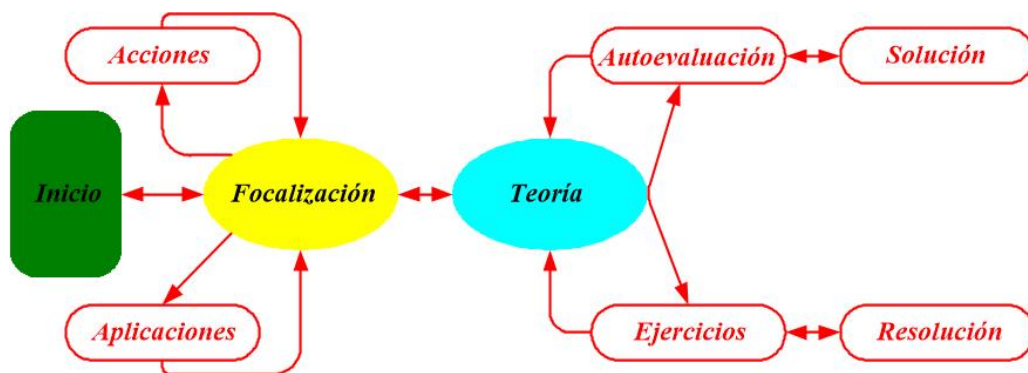 Acciones
Autoevaluación
Solución
Inicio
Focalización
Teoría
Aplicaciones
Ejercicios
Resolución